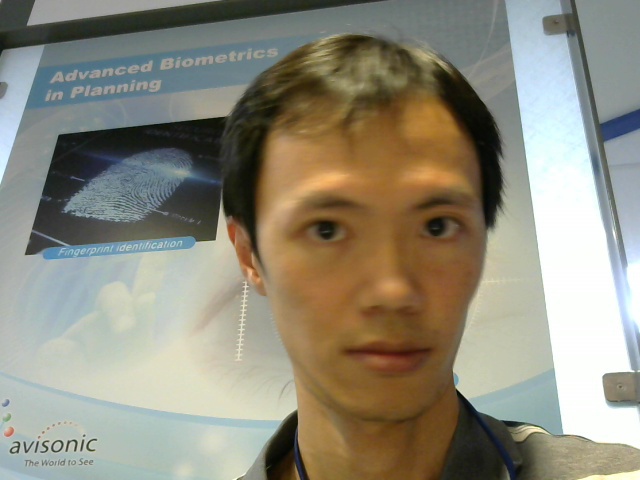 Advanced Biometrics
in Planning
Fingerprint identification
avisonic
The World to See